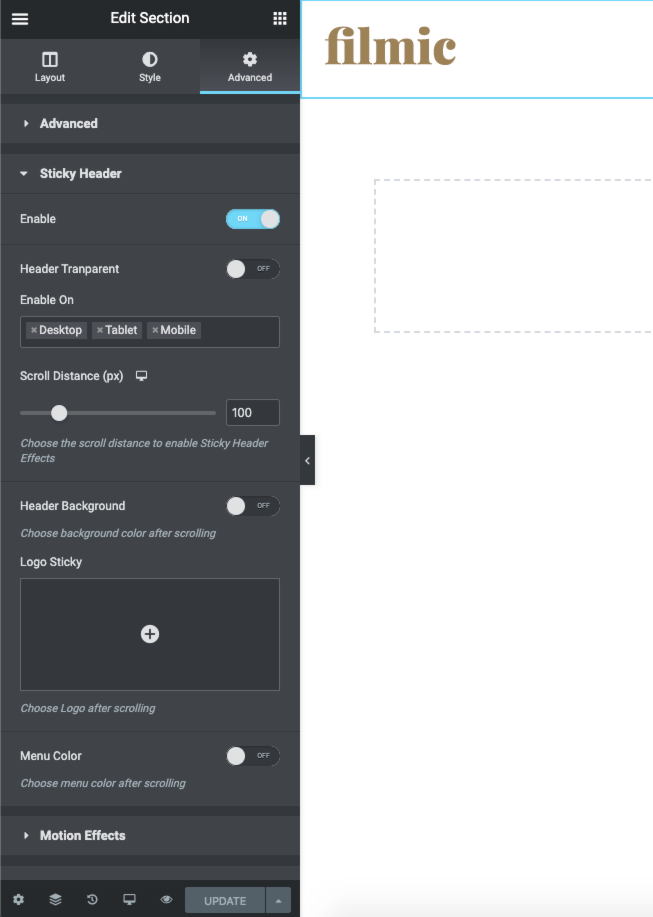 Edit Section
filmic
Layout
Style
Advanced
Advanced
Sticky Header
Enable
ON
Header Tranparent
OFF
Enable On
×Desktop ×Tablet ×Mobile
Scroll Distance (px)
100
Choose the scroll distance to enable Sticky Header
Effects
Header Background
OFF
Choose background color after scrolling
Logo Sticky
Choose Logo after scrolling
Menu Color
OFF
Choose menu color after scrolling
Motion Effects
UPDATE